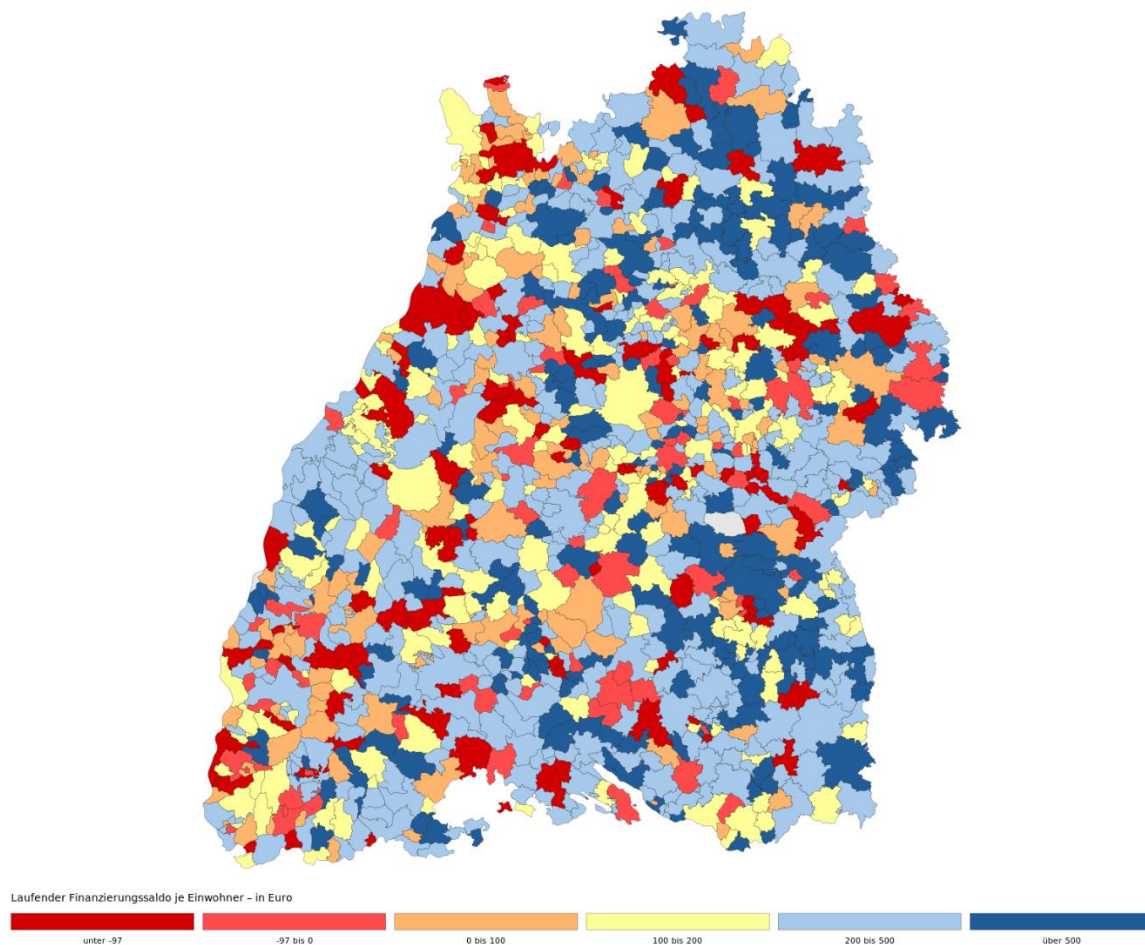 Laufender Finanzierungssaldo je Einwohner – in Euro
unter -97 -97 bis 0 0 bis 100 100 bis 200 200 bis 500 über 500